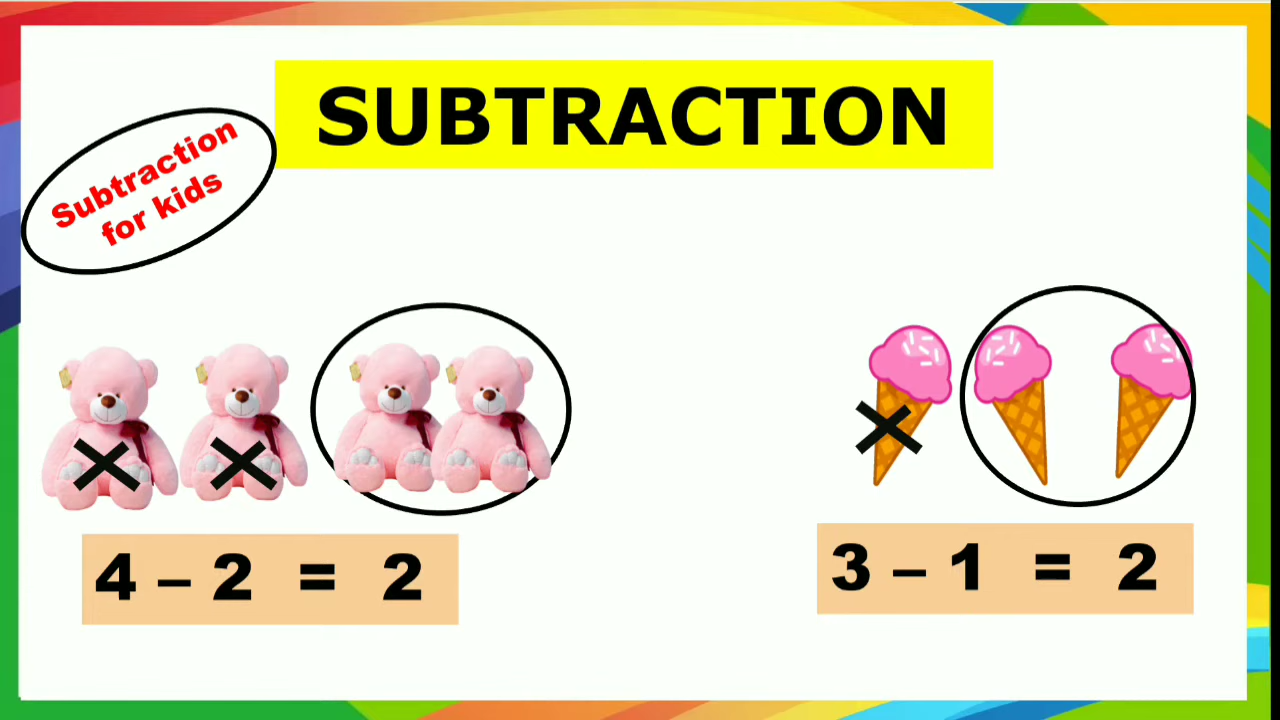 SUBTRACTION
Subtraction
for kids
4 – 2 = 2
3 – 1 = 2